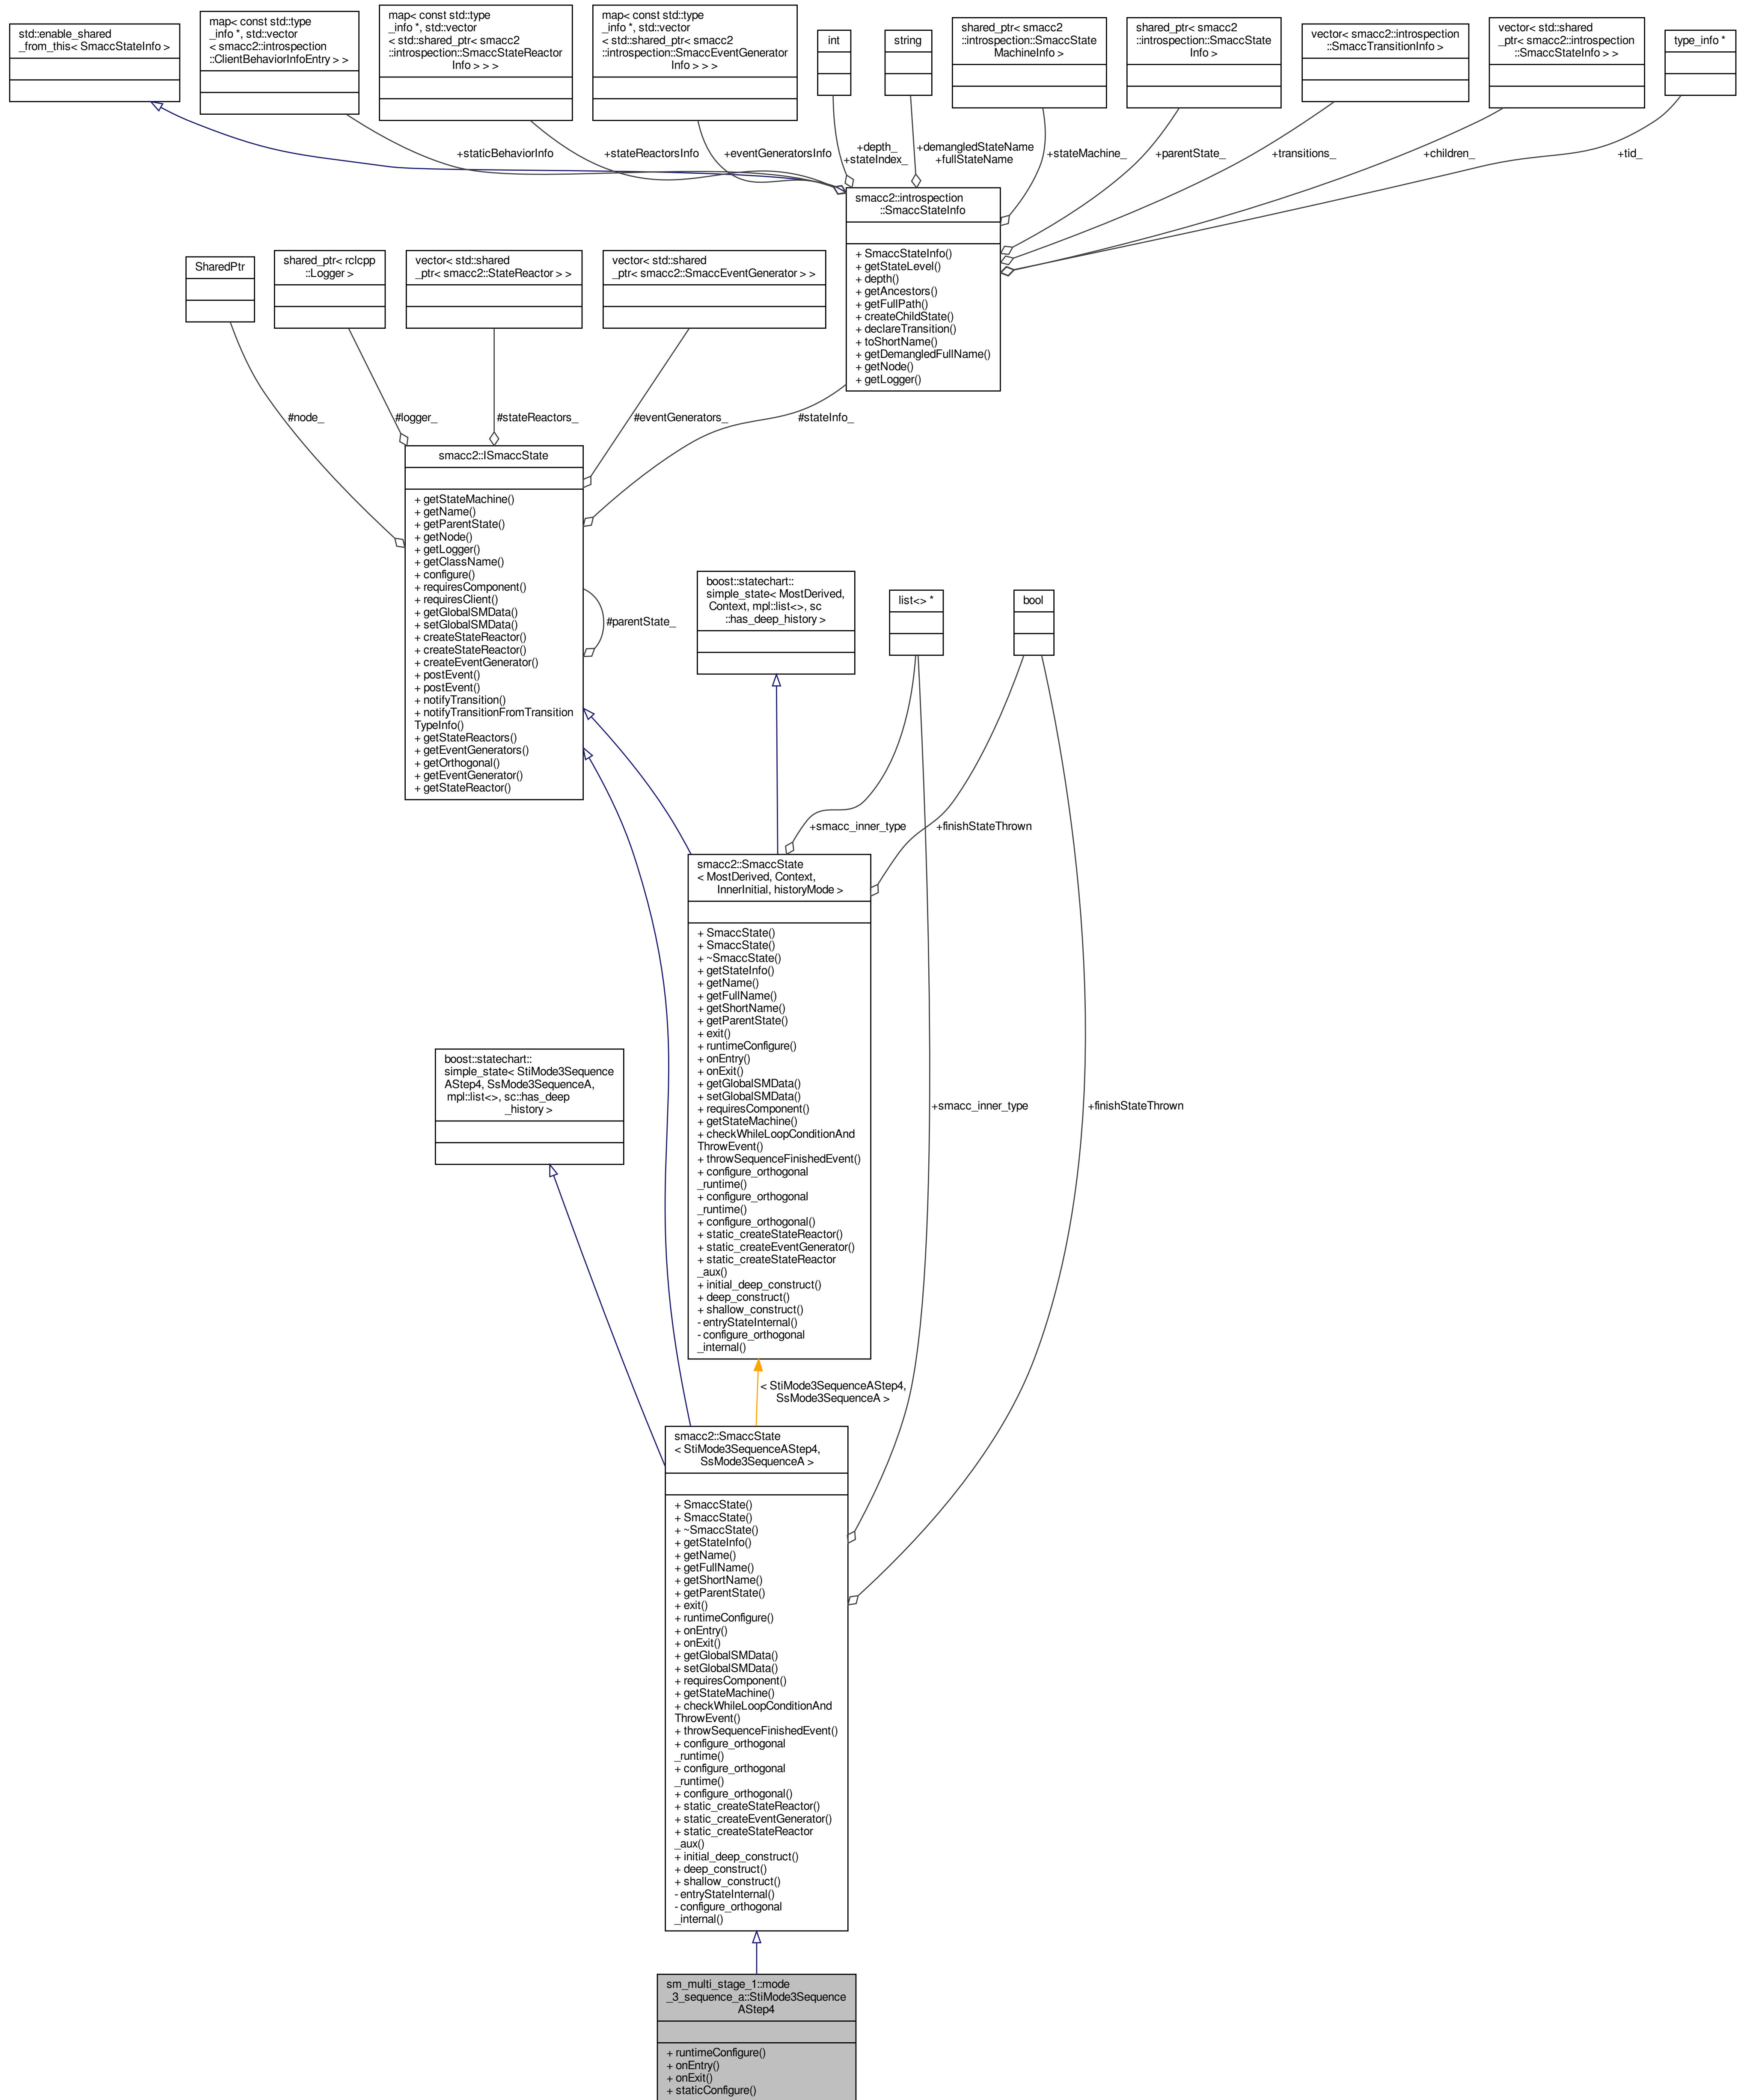 std::enable_shared
_from_this< SmaccStateInfo >
map< const std::type
_info *, std::vector
< smacc2::introspection
::ClientBehaviorInfoEntry > >
map< const std::type
_info *, std::vector
< std::shared_ptr< smacc2
::introspection::SmaccStateReactor
Info > > >
map< const std::type
_info *, std::vector
< std::shared_ptr< smacc2
::introspection::SmaccEventGenerator
Info > > >
int
string
shared_ptr< smacc2
::introspection::SmaccState
MachineInfo >
shared_ptr< smacc2
::introspection::SmaccState
Info >
vector< smacc2::introspection
::SmaccTransitionInfo >
vector< std::shared
_ptr< smacc2::introspection
::SmaccStateInfo > >
type_info *
+staticBehaviorInfo
+stateReactorsInfo
+eventGeneratorsInfo
+depth_
+stateIndex_
+demangledStateName
+fullStateName
+stateMachine_
+parentState_
+transitions_
+children_
+tid_
smacc2::introspection
::SmaccStateInfo
+ SmaccStateInfo()
+ getStateLevel()
+ depth()
+ getAncestors()
+ getFullPath()
+ createChildState()
+ declareTransition()
+ toShortName()
+ getDemangledFullName()
+ getNode()
+ getLogger()
SharedPtr
shared_ptr< rclcpp
::Logger >
vector< std::shared
_ptr< smacc2::StateReactor > >
vector< std::shared
_ptr< smacc2::SmaccEventGenerator > >
#node_
#logger_
#stateReactors_
#eventGenerators_
#stateInfo_
smacc2::ISmaccState
+ getStateMachine()
+ getName()
+ getParentState()
+ getNode()
+ getLogger()
+ getClassName()
+ configure()
+ requiresComponent()
+ requiresClient()
+ getGlobalSMData()
+ setGlobalSMData()
+ createStateReactor()
+ createStateReactor()
+ createEventGenerator()
+ postEvent()
+ postEvent()
+ notifyTransition()
+ notifyTransitionFromTransition
TypeInfo()
+ getStateReactors()
+ getEventGenerators()
+ getOrthogonal()
+ getEventGenerator()
+ getStateReactor()
#parentState_
boost::statechart::
simple_state< MostDerived,
Context, mpl::list<>, sc
::has_deep_history >
list<> *
bool
+smacc_inner_type
+finishStateThrown
smacc2::SmaccState
< MostDerived, Context,
InnerInitial, historyMode >
+ SmaccState()
+ SmaccState()
+ ~SmaccState()
+ getStateInfo()
+ getName()
+ getFullName()
+ getShortName()
+ getParentState()
+ exit()
+ runtimeConfigure()
+ onEntry()
+ onExit()
+ getGlobalSMData()
+ setGlobalSMData()
+ requiresComponent()
+ getStateMachine()
+ checkWhileLoopConditionAnd
ThrowEvent()
+ throwSequenceFinishedEvent()
+ configure_orthogonal
_runtime()
+ configure_orthogonal
_runtime()
+ configure_orthogonal()
+ static_createStateReactor()
+ static_createEventGenerator()
+ static_createStateReactor
_aux()
+ initial_deep_construct()
+ deep_construct()
+ shallow_construct()
- entryStateInternal()
- configure_orthogonal
_internal()
boost::statechart::
simple_state< StiMode3Sequence
AStep4, SsMode3SequenceA,
mpl::list<>, sc::has_deep
_history >
+smacc_inner_type
+finishStateThrown
< StiMode3SequenceAStep4,
SsMode3SequenceA >
smacc2::SmaccState
< StiMode3SequenceAStep4,
SsMode3SequenceA >
+ SmaccState()
+ SmaccState()
+ ~SmaccState()
+ getStateInfo()
+ getName()
+ getFullName()
+ getShortName()
+ getParentState()
+ exit()
+ runtimeConfigure()
+ onEntry()
+ onExit()
+ getGlobalSMData()
+ setGlobalSMData()
+ requiresComponent()
+ getStateMachine()
+ checkWhileLoopConditionAnd
ThrowEvent()
+ throwSequenceFinishedEvent()
+ configure_orthogonal
_runtime()
+ configure_orthogonal
_runtime()
+ configure_orthogonal()
+ static_createStateReactor()
+ static_createEventGenerator()
+ static_createStateReactor
_aux()
+ initial_deep_construct()
+ deep_construct()
+ shallow_construct()
- entryStateInternal()
- configure_orthogonal
_internal()
sm_multi_stage_1::mode
_3_sequence_a::StiMode3Sequence
AStep4
+ runtimeConfigure()
+ onEntry()
+ onExit()
+ staticConfigure()